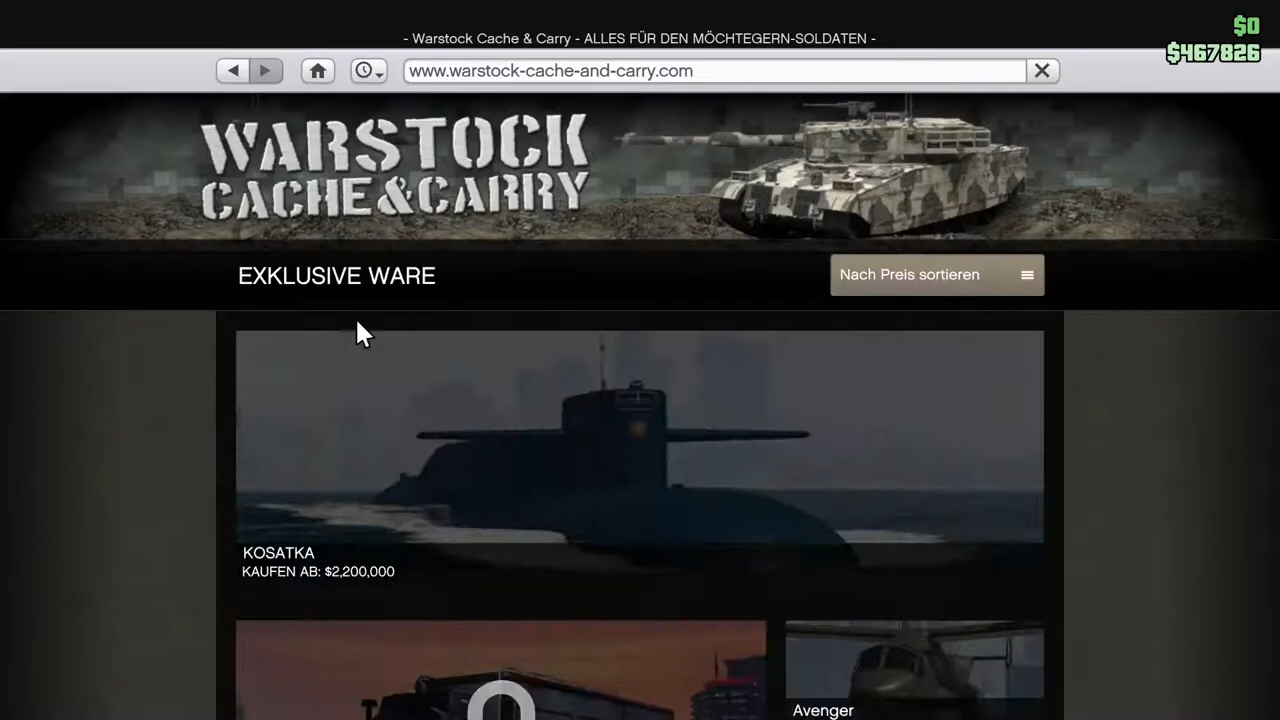 $0
- Warstock Cache & Carry - ALLES FÜR DEN MÖCHTEGERN-SOLDATEN -
$467826
www.warstock-cache-and-carry.com
WARSTOCK
CACHE&CARRY
EXKLUSIVE WARE
Nach Preis sortieren
KOSATKA
KAUFEN AB: $2,200,000
Avenger